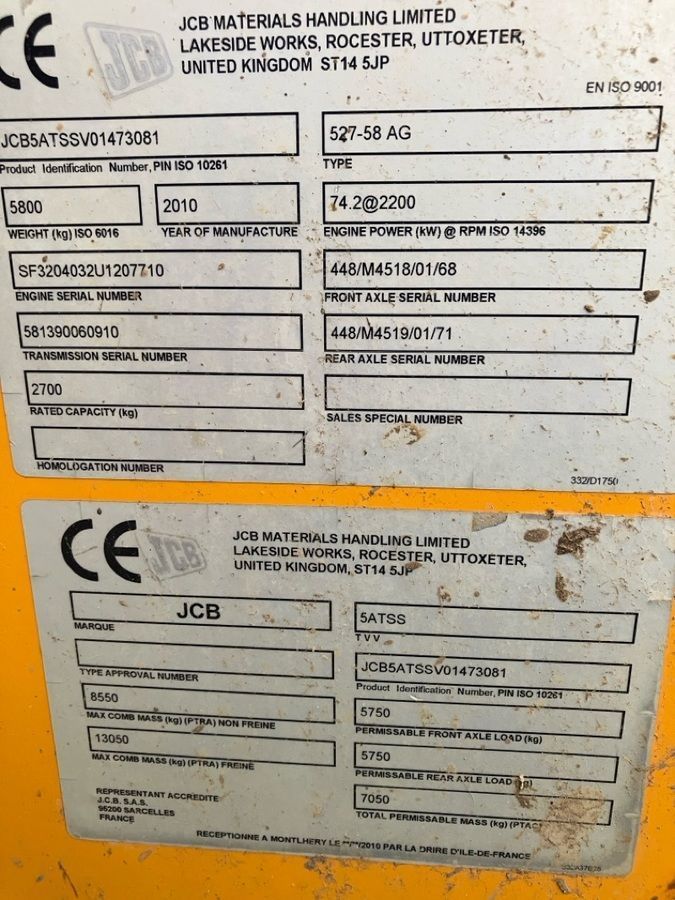 CE JCB JCB MATERIALS HANDLING LIMITED
LAKESIDE WORKS, ROCESTER, UTTOXETER,
UNITED KINGDOM ST14 5JP
EN ISO 9001
JCB5ATSSV01473081
Product Identification Number, PIN ISO 10261
527-58 AG
TYPE
5800
WEIGHT (kg) ISO 6016
2010
YEAR OF MANUFACTURE
74.2@2200
ENGINE POWER (kW) @ RPM ISO 14396
SF3204032U1207710
ENGINE SERIAL NUMBER
448/M4518/01/68
FRONT AXLE SERIAL NUMBER
581390060910
TRANSMISSION SERIAL NUMBER
448/M4519/01/71
REAR AXLE SERIAL NUMBER
2700
RATED CAPACITY (kg)
SALES SPECIAL NUMBER
HOMOLOGATION NUMBER
332/D1750
CE JCB JCB MATERIALS HANDLING LIMITED
LAKESIDE WORKS, ROCESTER, UTTOXETER,
UNITED KINGDOM, ST14 5JP
JCB
MARQUE
5ATSS
T V V
TYPE APPROVAL NUMBER
JCB5ATSSV01473081
Product Identification Number, PIN ISO 10261
8550
MAX COMB MASS (kg) (PTRA) NON FREINE
5750
PERMISSABLE FRONT AXLE LOAD (kg)
13050
MAX COMB MASS (kg) (PTRA) FREINE
5750
PERMISSABLE REAR AXLE LOAD (kg)
7050
TOTAL PERMISSABLE MASS (kg) (PTAC)
REPRESENTANT ACCREDITE
J.C.B. S.A.S.
95200 SARCELLES
FRANCE
RECEPTIONNE A MONTLHERY LE **/**/2010 PAR LA DRIRE D'ILE-DE-FRANCE